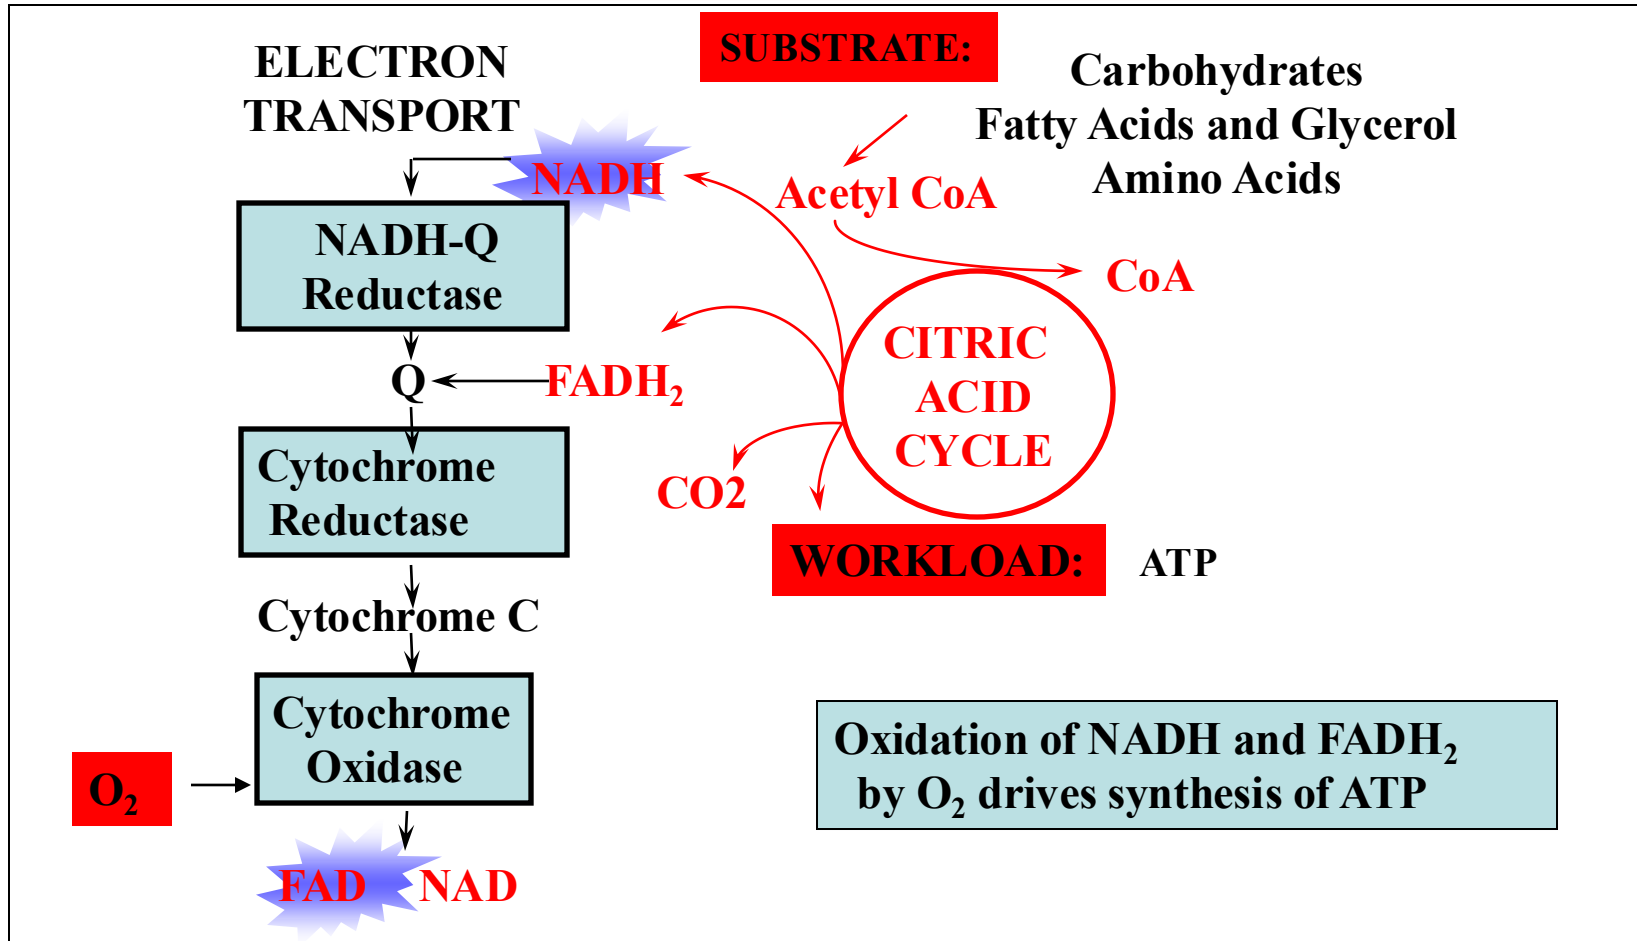 ELECTRON
TRANSPORT
SUBSTRATE:
Carbohydrates
Fatty Acids and Glycerol
Amino Acids
NADH
Acetyl CoA
CoA
NADH-Q
Reductase
Q
FADH₂
CITRIC
ACID
CYCLE
Cytochrome
Reductase
CO2
WORKLOAD:
ATP
Cytochrome C
Cytochrome
Oxidase
O₂
Oxidation of NADH and FADH₂
by O₂ drives synthesis of ATP
FAD
NAD